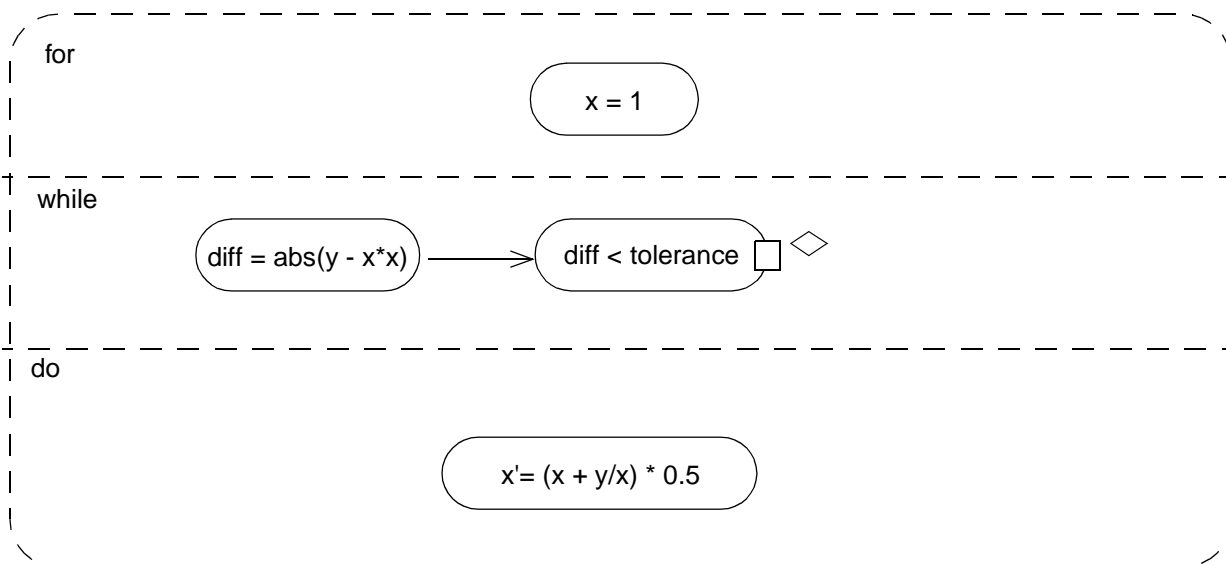 for
x = 1
while
diff = abs(y - x*x)
diff < tolerance
do
x'= (x + y/x) * 0.5